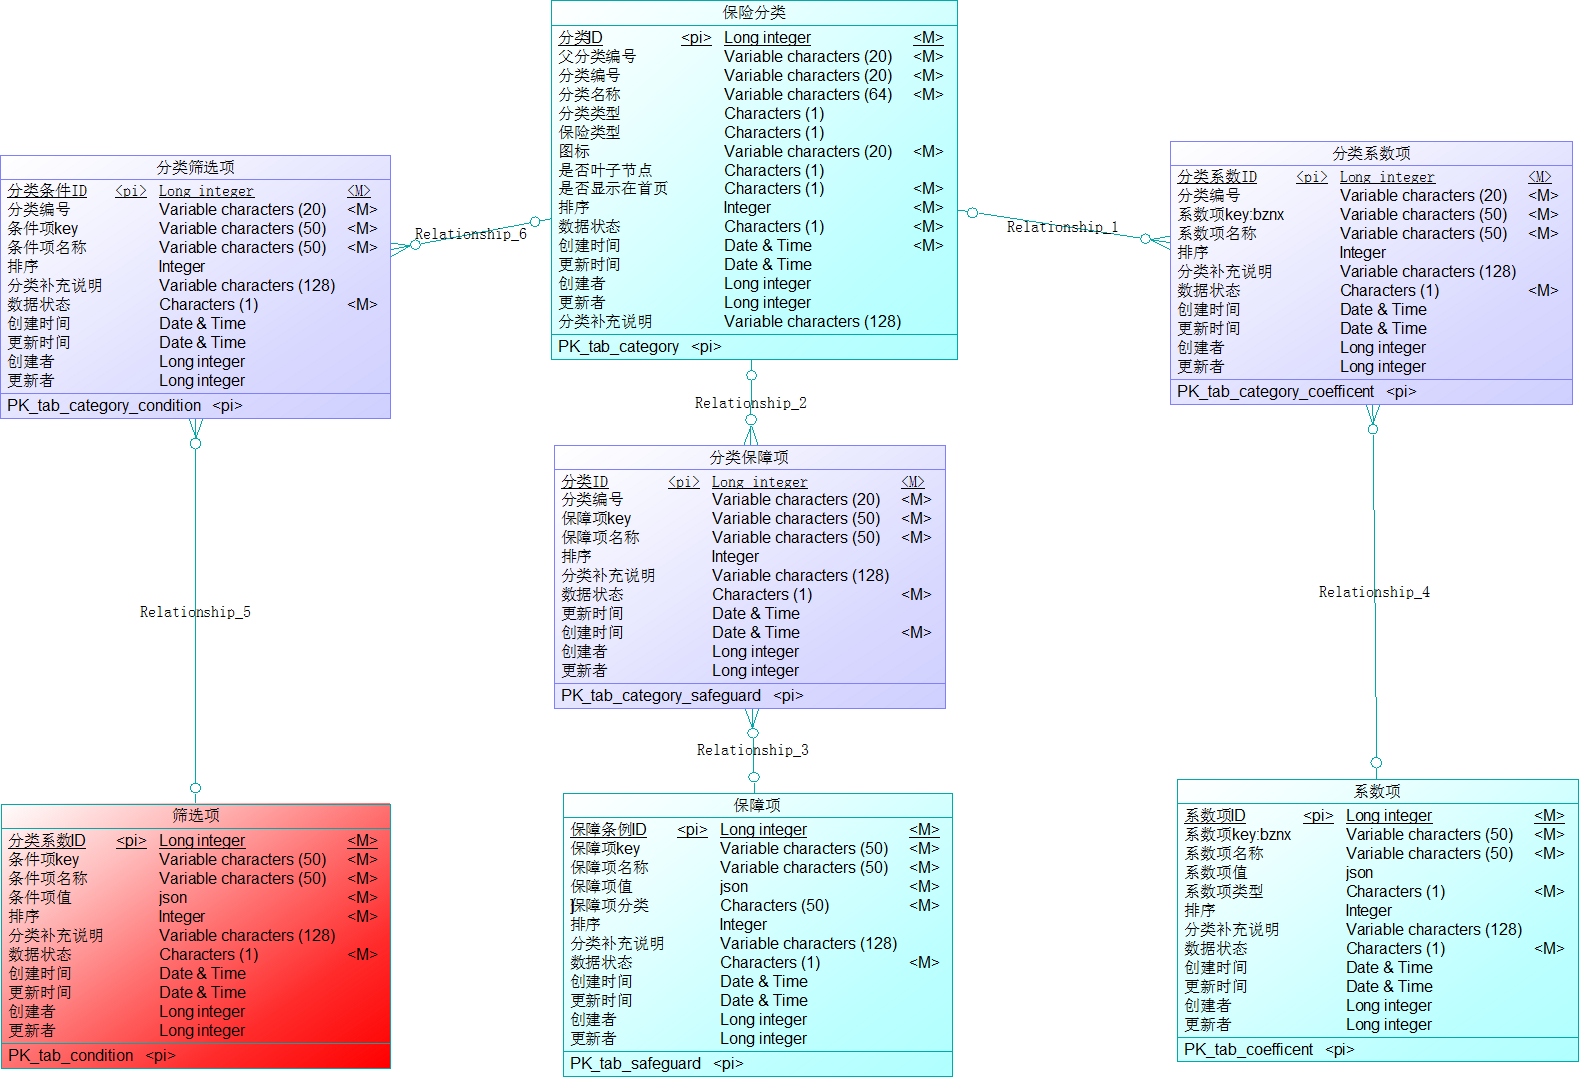 保险分类
分类ID <pi> Long integer <M>
父分类编号 Variable characters (20) <M>
分类编号 Variable characters (20) <M>
分类名称 Variable characters (64) <M>
分类类型 Characters (1)
保险类型 Characters (1)
图标 Variable characters (20) <M>
是否叶子节点 Characters (1)
是否显示在首页 Characters (1) <M>
排序 Integer <M>
数据状态 Characters (1) <M>
创建时间 Date & Time <M>
更新时间 Date & Time
创建者 Long integer
更新者 Long integer
分类补充说明 Variable characters (128)
PK_tab_category <pi>
分类筛选项
分类条件ID <pi> Long integer <M>
分类编号 Variable characters (20) <M>
条件项key Variable characters (50) <M>
条件项名称 Variable characters (50) <M>
排序 Integer
分类补充说明 Variable characters (128)
数据状态 Characters (1) <M>
创建时间 Date & Time
更新时间 Date & Time
创建者 Long integer
更新者 Long integer
PK_tab_category_condition <pi>
Relationship_6
Relationship_1
分类系数项
分类系数ID <pi> Long integer <M>
分类编号 Variable characters (20) <M>
系数项key:bznx Variable characters (50) <M>
系数项名称 Variable characters (50) <M>
排序 Integer
分类补充说明 Variable characters (128)
数据状态 Characters (1) <M>
创建时间 Date & Time
更新时间 Date & Time
创建者 Long integer
更新者 Long integer
PK_tab_category_coefficent <pi>
Relationship_2
分类保障项
分类ID <pi> Long integer <M>
分类编号 Variable characters (20) <M>
保障项key Variable characters (50) <M>
保障项名称 Variable characters (50) <M>
排序 Integer
分类补充说明 Variable characters (128)
数据状态 Characters (1) <M>
更新时间 Date & Time
创建时间 Date & Time <M>
创建者 Long integer
更新者 Long integer
PK_tab_category_safeguard <pi>
Relationship_5
Relationship_4
Relationship_3
筛选项
分类系数ID <pi> Long integer <M>
条件项key Variable characters (50) <M>
条件项名称 Variable characters (50) <M>
条件项值 json <M>
排序 Integer <M>
分类补充说明 Variable characters (128)
数据状态 Characters (1) <M>
创建时间 Date & Time
更新时间 Date & Time
创建者 Long integer
更新者 Long integer
PK_tab_condition <pi>
保障项
保障条例ID <pi> Long integer <M>
保障项key Variable characters (50) <M>
保障项名称 Variable characters (50) <M>
保障项值 json <M>
保障项分类 Characters (50) <M>
排序 Integer
分类补充说明 Variable characters (128)
数据状态 Characters (1) <M>
创建时间 Date & Time
更新时间 Date & Time
创建者 Long integer
更新者 Long integer
PK_tab_safeguard <pi>
系数项
系数项ID <pi> Long integer <M>
系数项key:bznx Variable characters (50) <M>
系数项名称 Variable characters (50) <M>
系数项值 json
系数项类型 Characters (1) <M>
排序 Integer
分类补充说明 Variable characters (128)
数据状态 Characters (1) <M>
创建时间 Date & Time
更新时间 Date & Time
创建者 Long integer
更新者 Long integer
PK_tab_coefficent <pi>